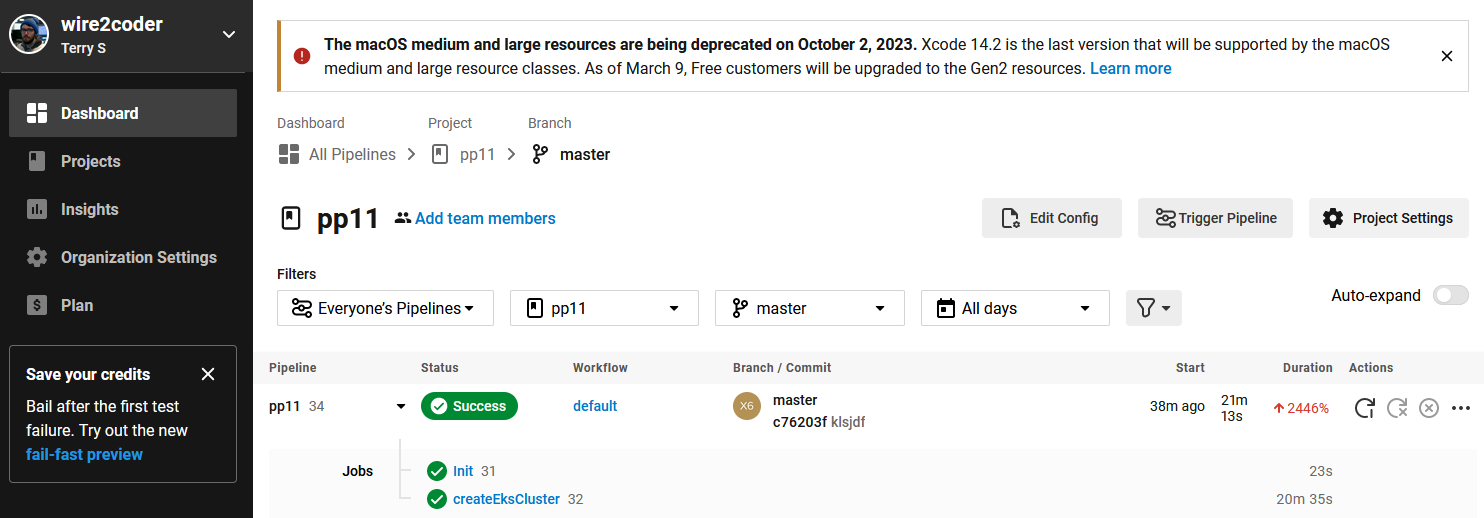 wire2coder
Terry S
Dashboard
Projects
Insights
Organization Settings
$ Plan
Save your credits
Bail after the first test
failure. Try out the new
fail-fast preview
The macOS medium and large resources are being deprecated on October 2, 2023. Xcode 14.2 is the last version that will be supported by the macOS
medium and large resource classes. As of March 9, Free customers will be upgraded to the Gen2 resources. Learn more
Dashboard Project Branch
All Pipelines pp11 master
pp11 Add team members Edit Config Trigger Pipeline Project Settings
Filters
Everyone’s Pipelines pp11 master All days Auto-expand
Pipeline Status Workflow Branch / Commit Start Duration Actions
pp11 34 Success default X6 master 38m ago 21m 2446%
c76203f klsjdf 13s
Jobs Init 31 23s
createEksCluster 32 20m 35s